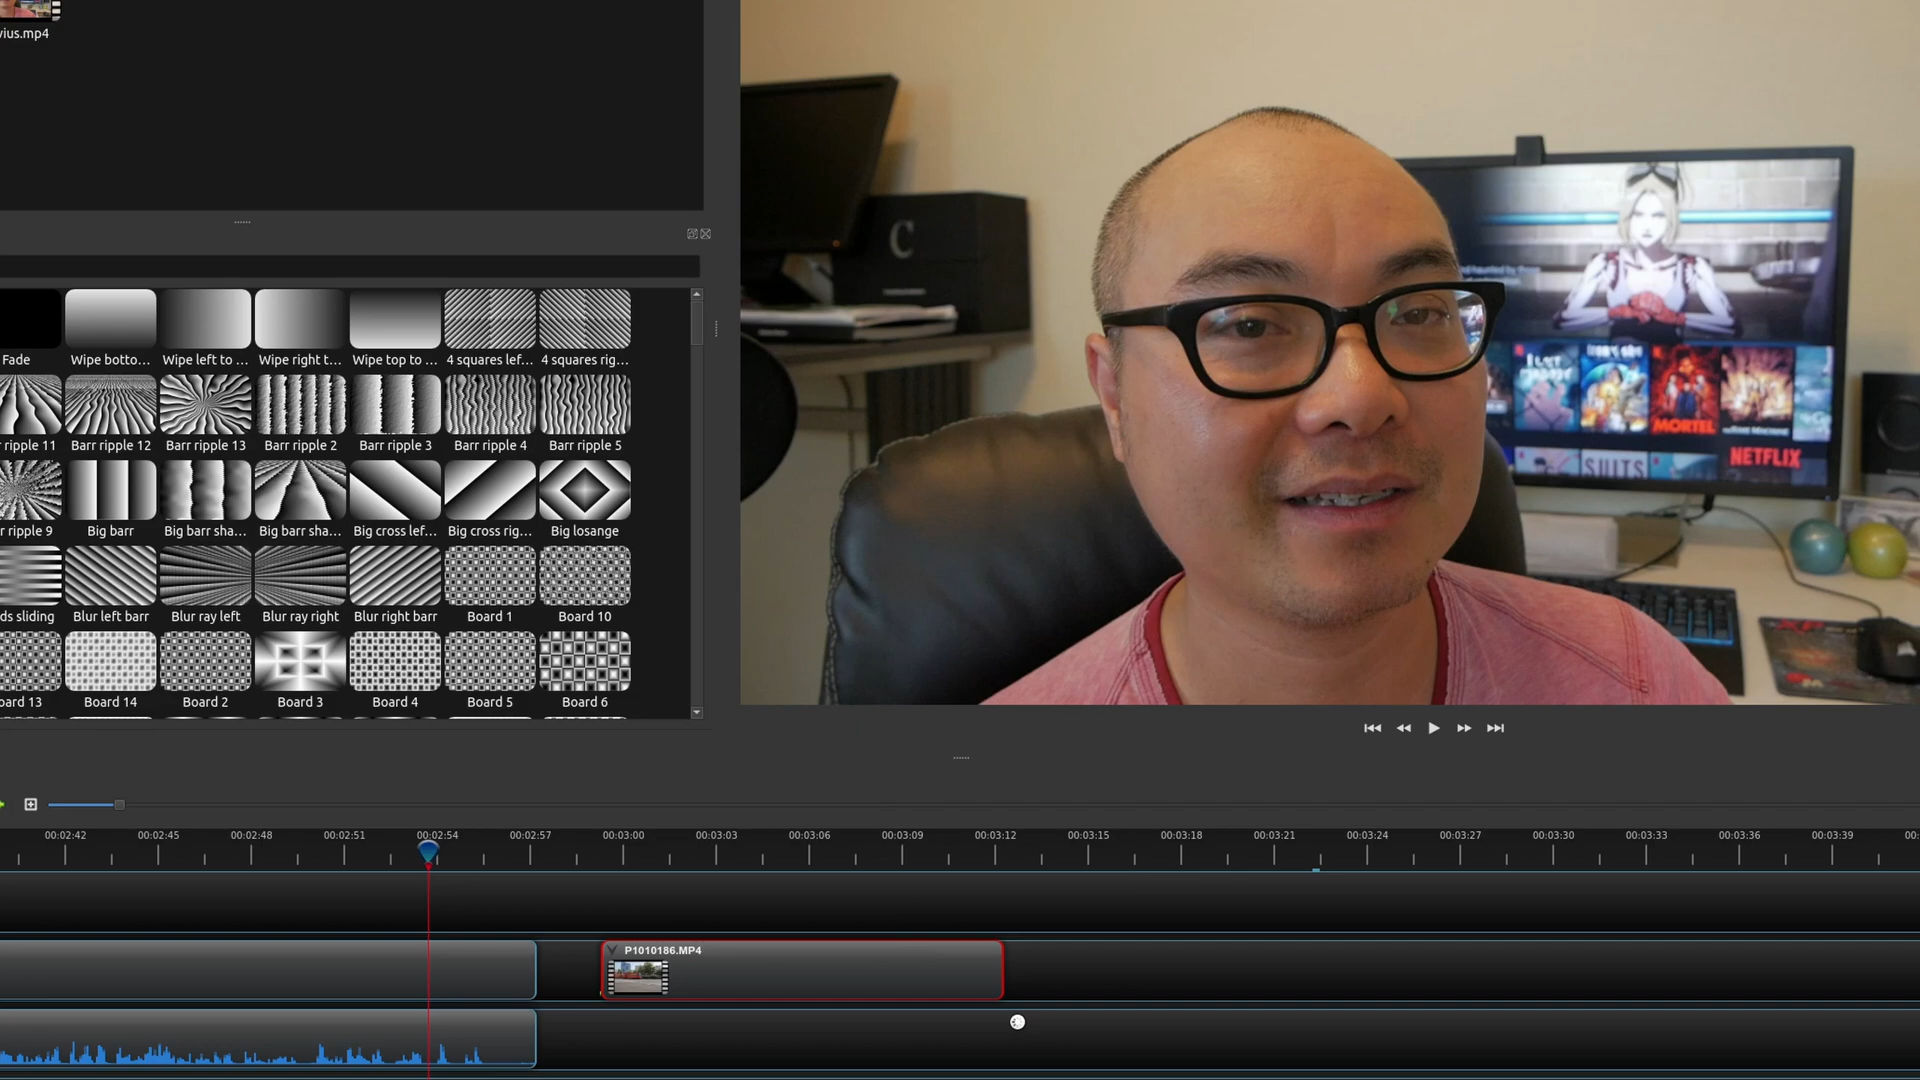 vius.mp4
Fade
Wipe botto...
Wipe left to ...
Wipe right t...
Wipe top to ...
4 squares lef...
4 squares rig...
r ripple 11
Barr ripple 12
Barr ripple 13
Barr ripple 2
Barr ripple 3
Barr ripple 4
Barr ripple 5
r ripple 9
Big barr
Big barr sha...
Big barr sha...
Big cross lef...
Big cross rig...
Big losange
ds sliding
Blur left barr
Blur ray left
Blur ray right
Blur right barr
Board 1
Board 10
oard 13
Board 14
Board 2
Board 3
Board 4
Board 5
Board 6
C
MORTEL
SUITS
NETFLIX
00:02:42
00:02:45
00:02:48
00:02:51
00:02:54
00:02:57
00:03:00
00:03:03
00:03:06
00:03:09
00:03:12
00:03:15
00:03:18
00:03:21
00:03:24
00:03:27
00:03:30
00:03:33
00:03:36
00:03:39
00:
P1010186.MP4